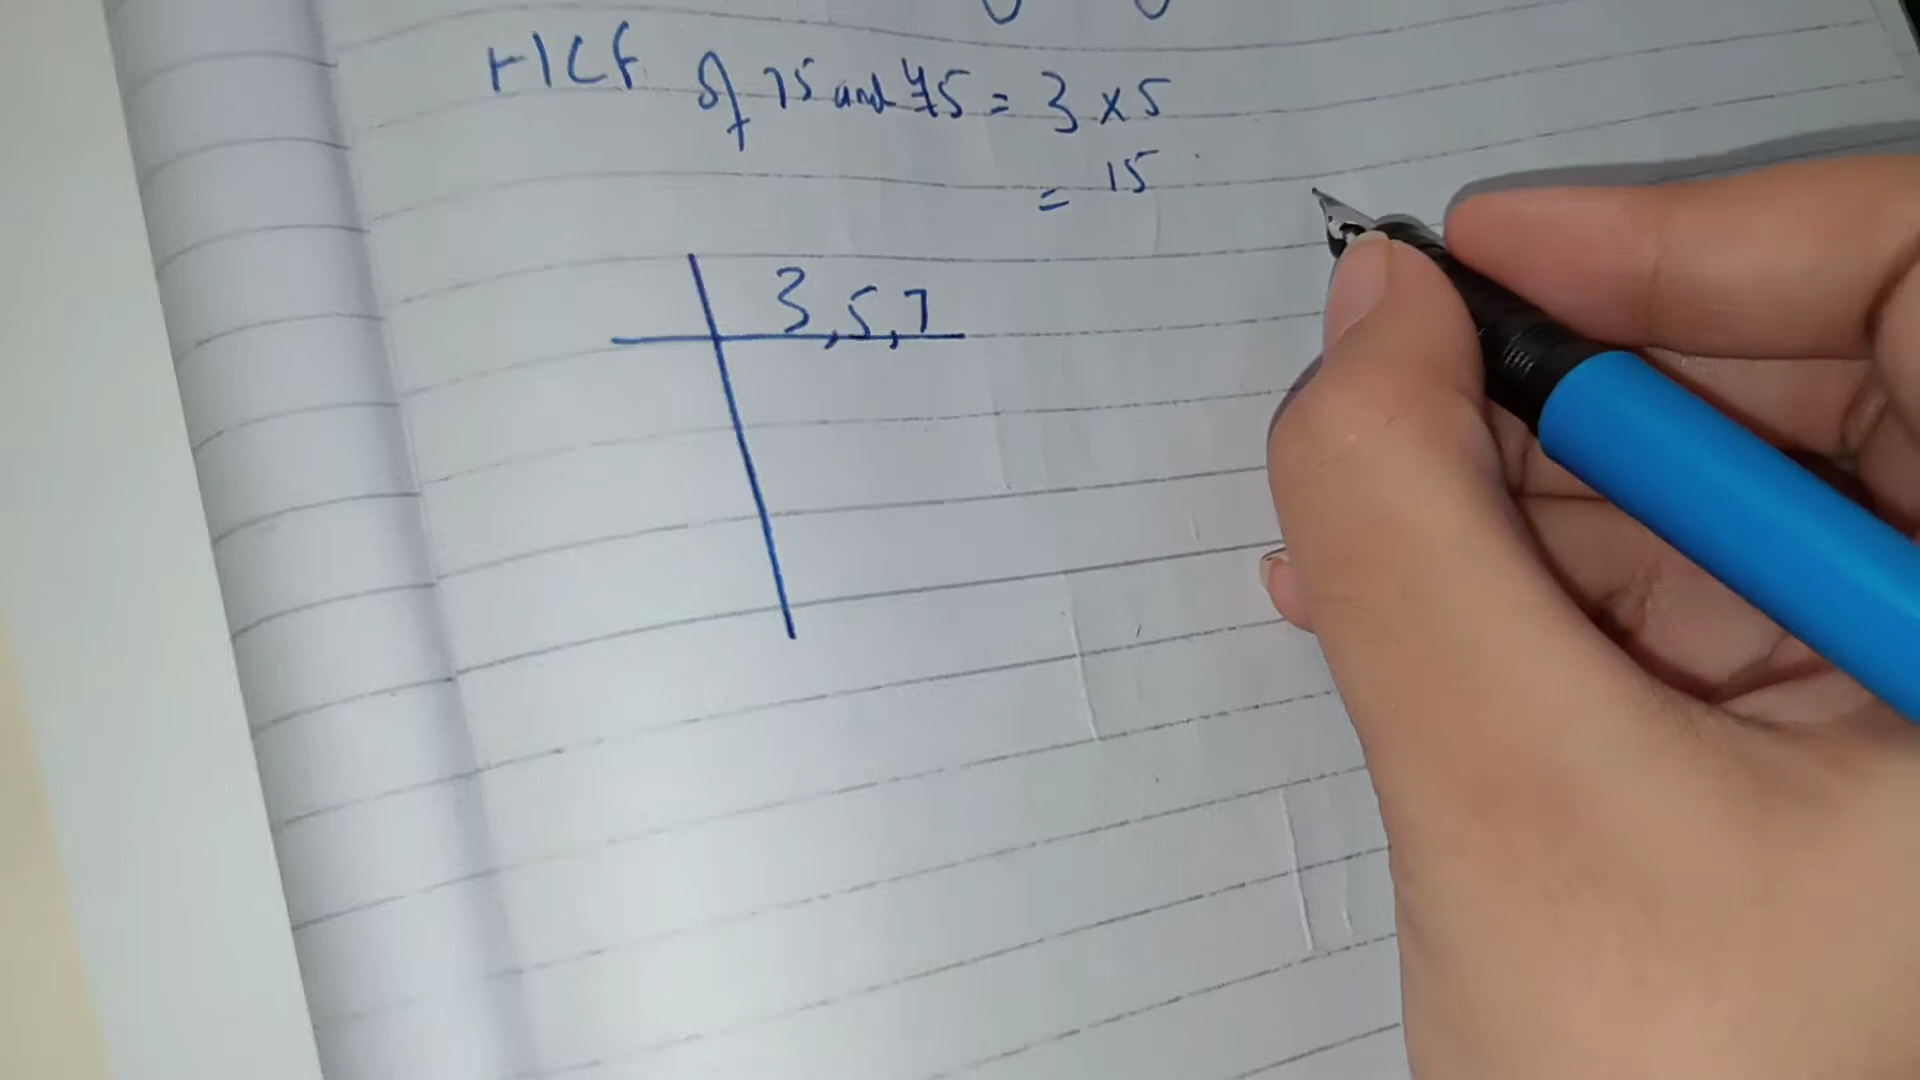 HCF of 75 and 45 = 3 x 5
= 15
3, 5, 7